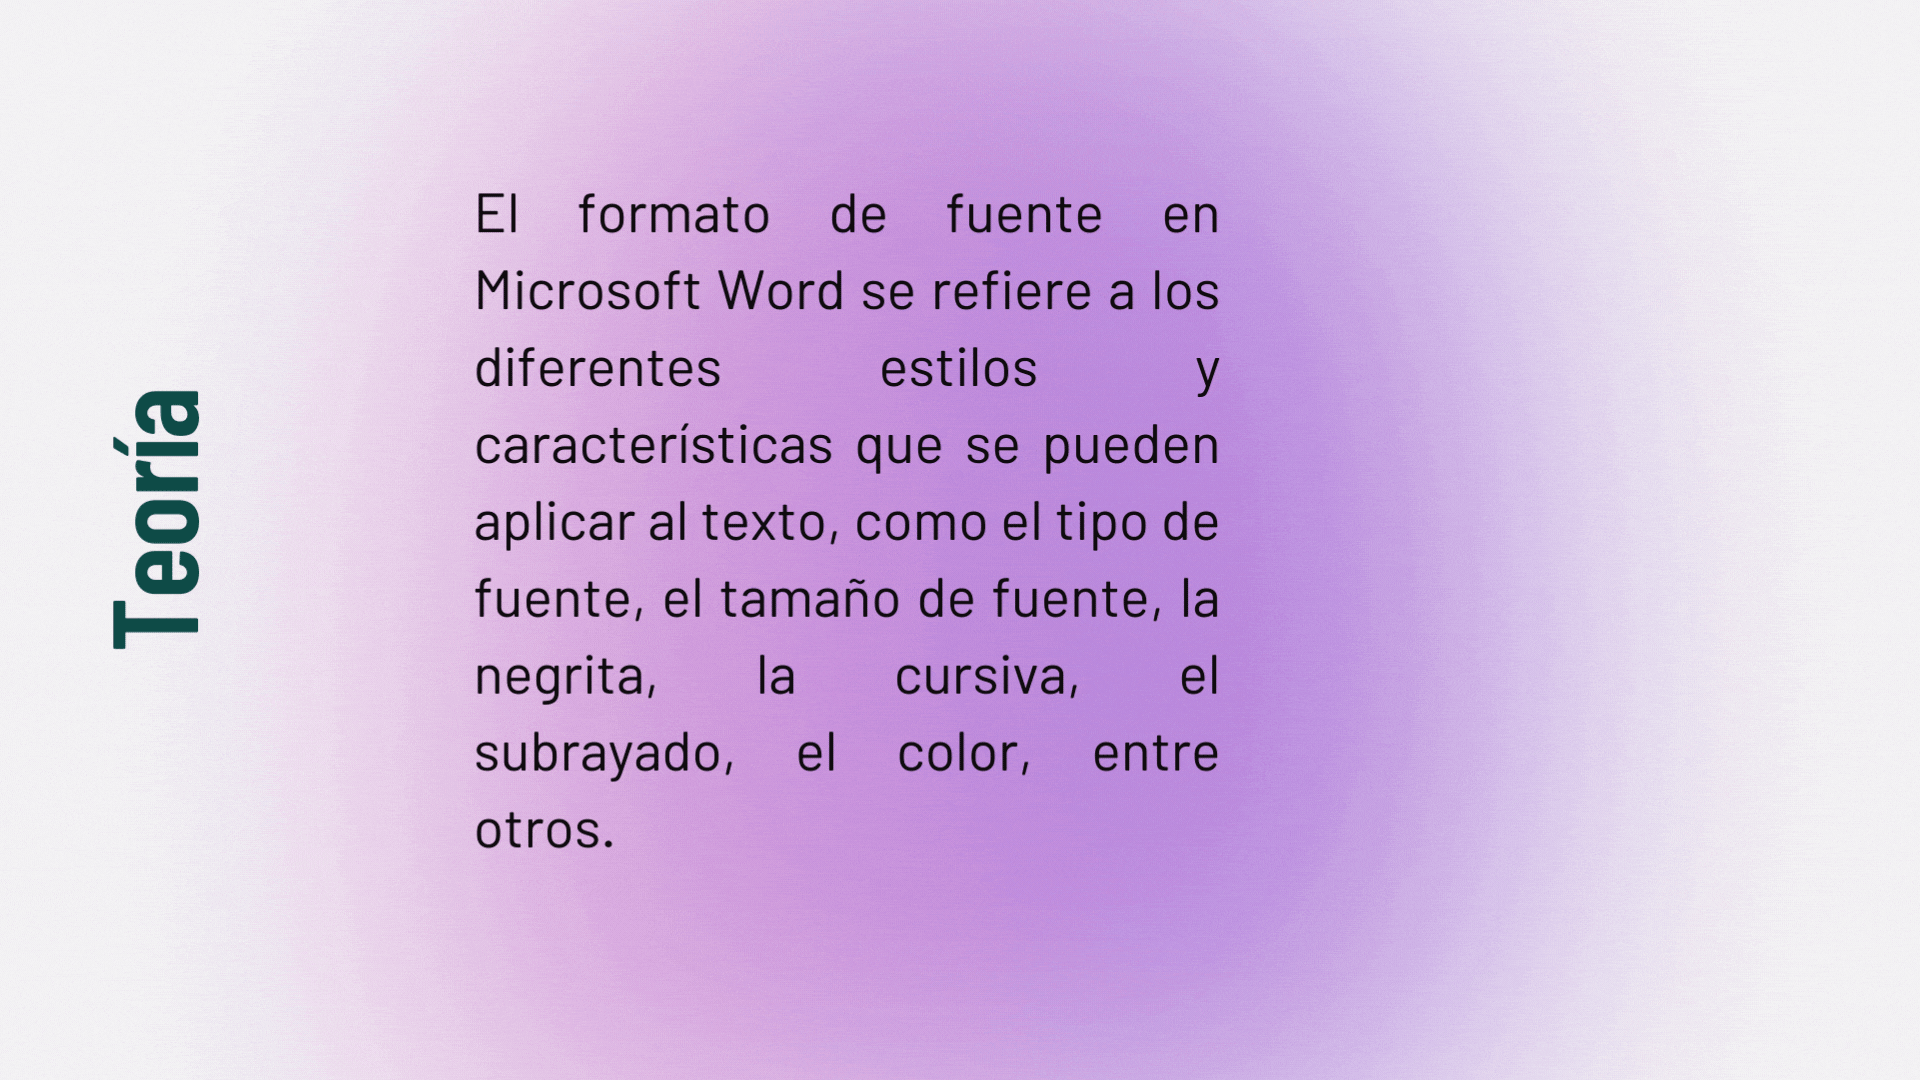 Teoría
El formato de fuente en
Microsoft Word se refiere a los
diferentes estilos y
características que se pueden
aplicar al texto, como el tipo de
fuente, el tamaño de fuente, la
negrita, la cursiva, el
subrayado, el color, entre
otros.